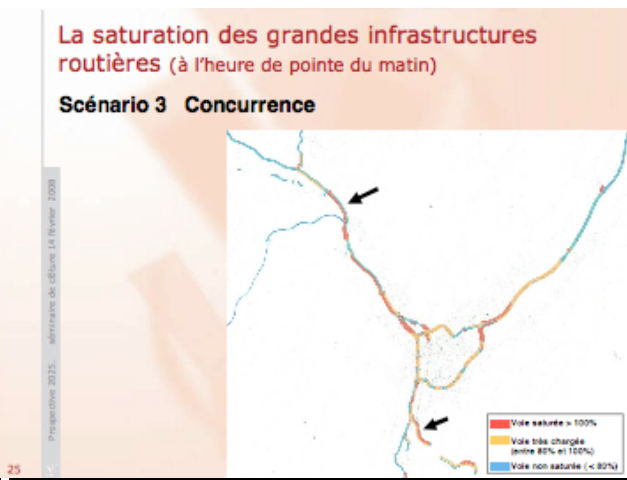 La saturation des grandes infrastructures
routières (à l'heure de pointe du matin)
Scénario 3 Concurrence
Prospective 2025. séminaire de clôture 14 février 2008
Voie saturée > 100%
Voie très chargée
(entre 80% et 100%)
Voie non saturée (< 80%)
25